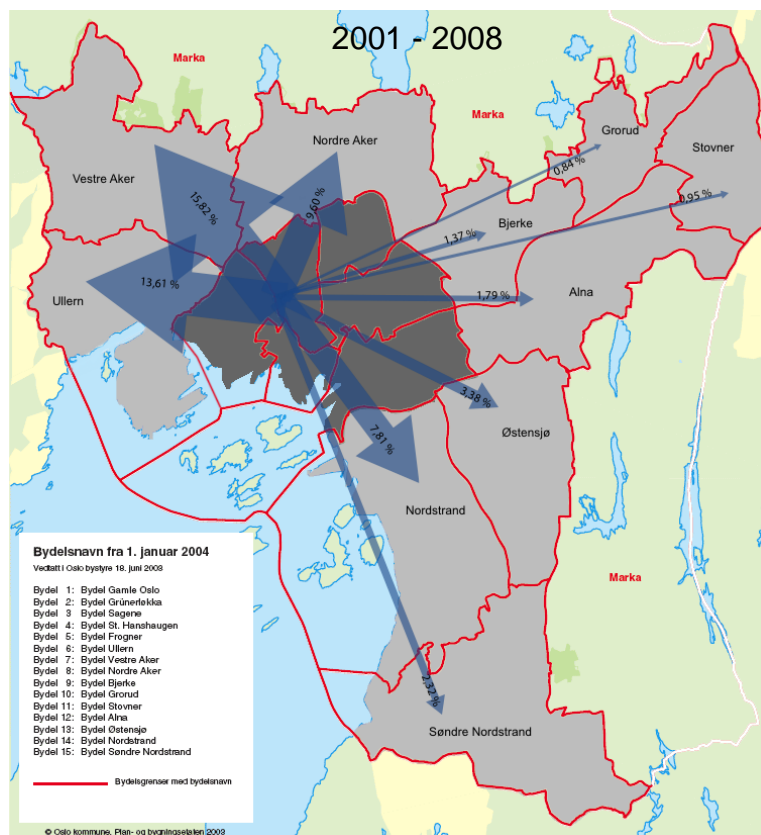 2001 - 2008
Marka
Marka
Grorud
Nordre Aker
Marka
Stovner
Vestre Aker
0,84 %
15,82 %
9,60 %
0,95 %
Bjerke
1,37 %
13,61 %
Ullern
1,79 %
Alna
3,38 %
Østensjø
7,81 %
Nordstrand
Bydelsnavn fra 1. januar 2004
Vedtatt i Oslo bystyre 18. juni 2003
Marka
Bydel 1: Bydel Gamle Oslo
Bydel 2: Bydel Grünerløkka
Bydel 3: Bydel Sagene
Bydel 4: Bydel St. Hanshaugen
Bydel 5: Bydel Frogner
Bydel 6: Bydel Ullern
Bydel 7: Bydel Vestre Aker
Bydel 8: Bydel Nordre Aker
Bydel 9: Bydel Bjerke
Bydel 10: Bydel Grorud
Bydel 11: Bydel Stovner
Bydel 12: Bydel Alna
Bydel 13: Bydel Østensjø
Bydel 14: Bydel Nordstrand
Bydel 15: Bydel Søndre Nordstrand
2,32 %
Søndre Nordstrand
Bydelsgrenser med bydelsnavn
© Oslo kommune. Plan- og bygningsetaten 2003